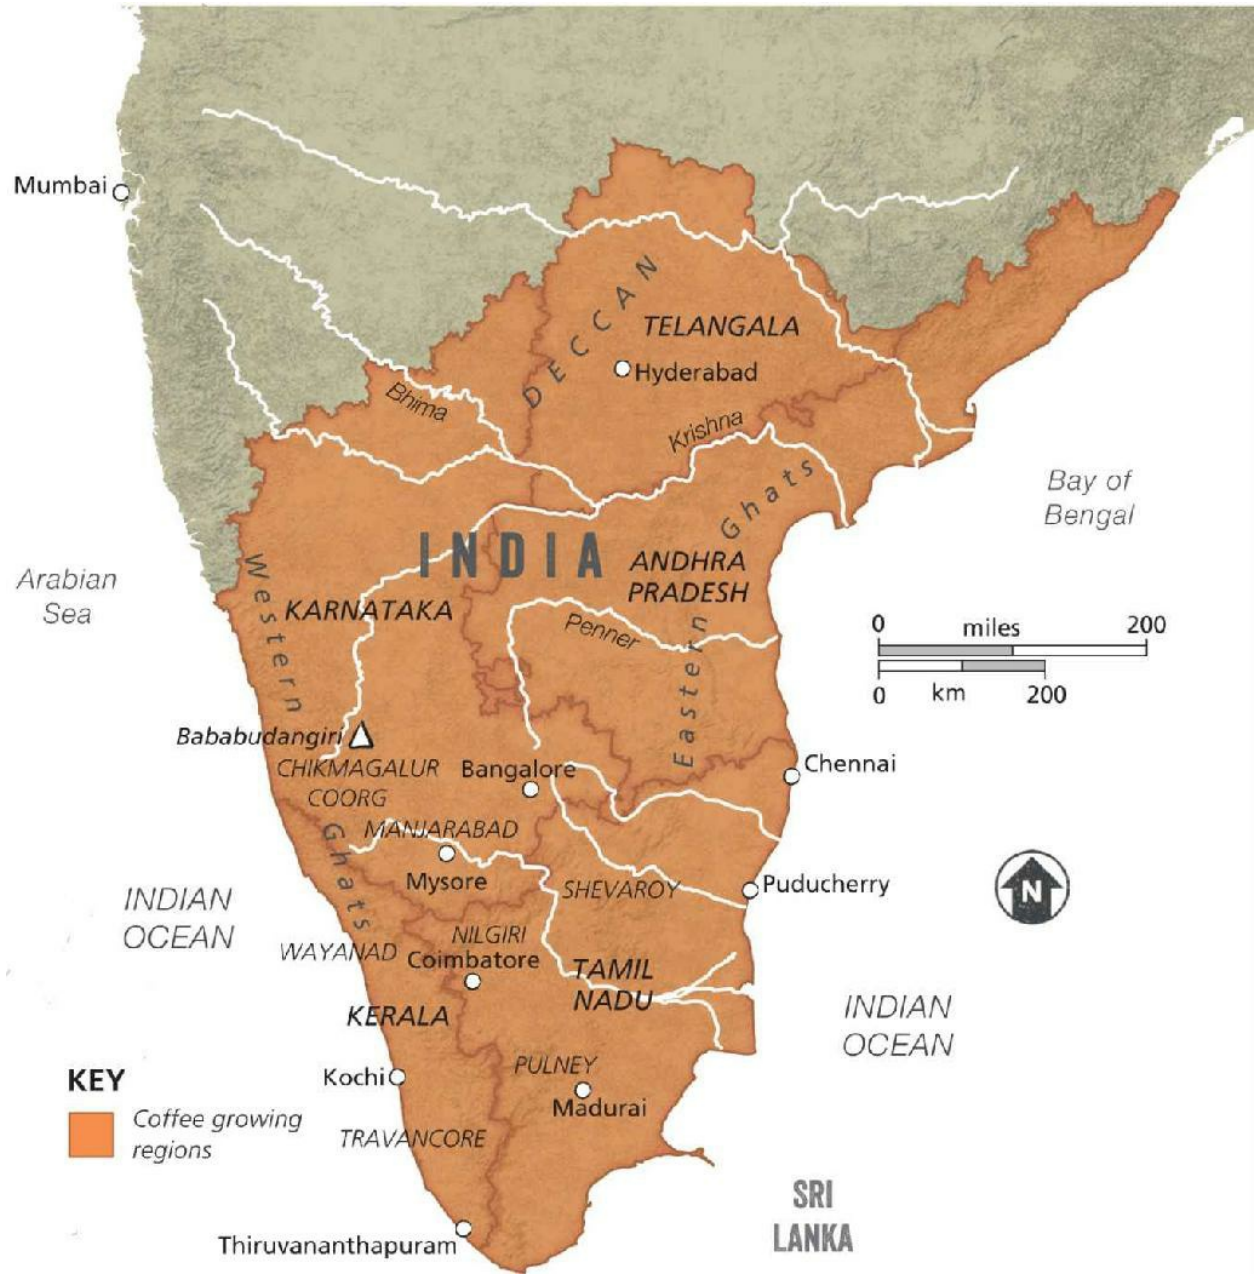 Mumbai
DECCAN
TELANGALA
Hyderabad
Bhima
Krishna
Bay of
Bengal
Arabian
Sea
INDIA
ANDHRA
PRADESH
KARNATAKA
Western
Ghats
Eastern
Ghats
Penner
0 miles 200
0 km 200
Bababudangiri
CHIKMAGALUR
COORG
Bangalore
Chennai
MANJARABAD
Mysore
SHEVAROY
Puducherry
N
INDIAN
OCEAN
WAYANAD
NILGIRI
Coimbatore
TAMIL
NADU
KERALA
INDIAN
OCEAN
KEY
Coffee growing
regions
Kochi
PULNEY
Madurai
TRAVANCORE
SRI
LANKA
Thiruvananthapuram